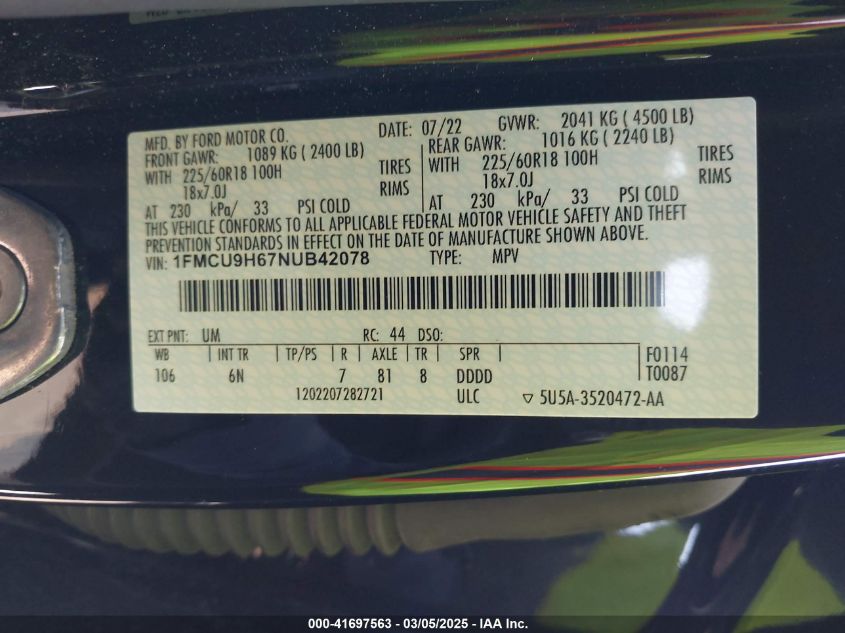 MFD. BY FORD MOTOR CO. DATE: 07/22 GVWR: 2041 KG ( 4500 LB)
FRONT GAWR: 1089 KG ( 2400 LB) REAR GAWR: 1016 KG ( 2240 LB)
WITH 225/60R18 100H TIRES WITH 225/60R18 100H TIRES
18x7.0J RIMS 18x7.0J RIMS
AT 230 kPa/ 33 PSI COLD AT 230 kPa/ 33 PSI COLD
THIS VEHICLE CONFORMS TO ALL APPLICABLE FEDERAL MOTOR VEHICLE SAFETY AND THEFT
PREVENTION STANDARDS IN EFFECT ON THE DATE OF MANUFACTURE SHOWN ABOVE.
VIN: 1FMCU9H67NUB42078 TYPE: MPV
EXT PNT: UM RC: 44 DSO:
WB INT TR TP/PS R AXLE TR SPR F0114
106 6N 7 81 8 DDDD T0087
1202207282721 ULC ▽ 5U5A-3520472-AA
000-41697563 - 03/05/2025 - IAA Inc.